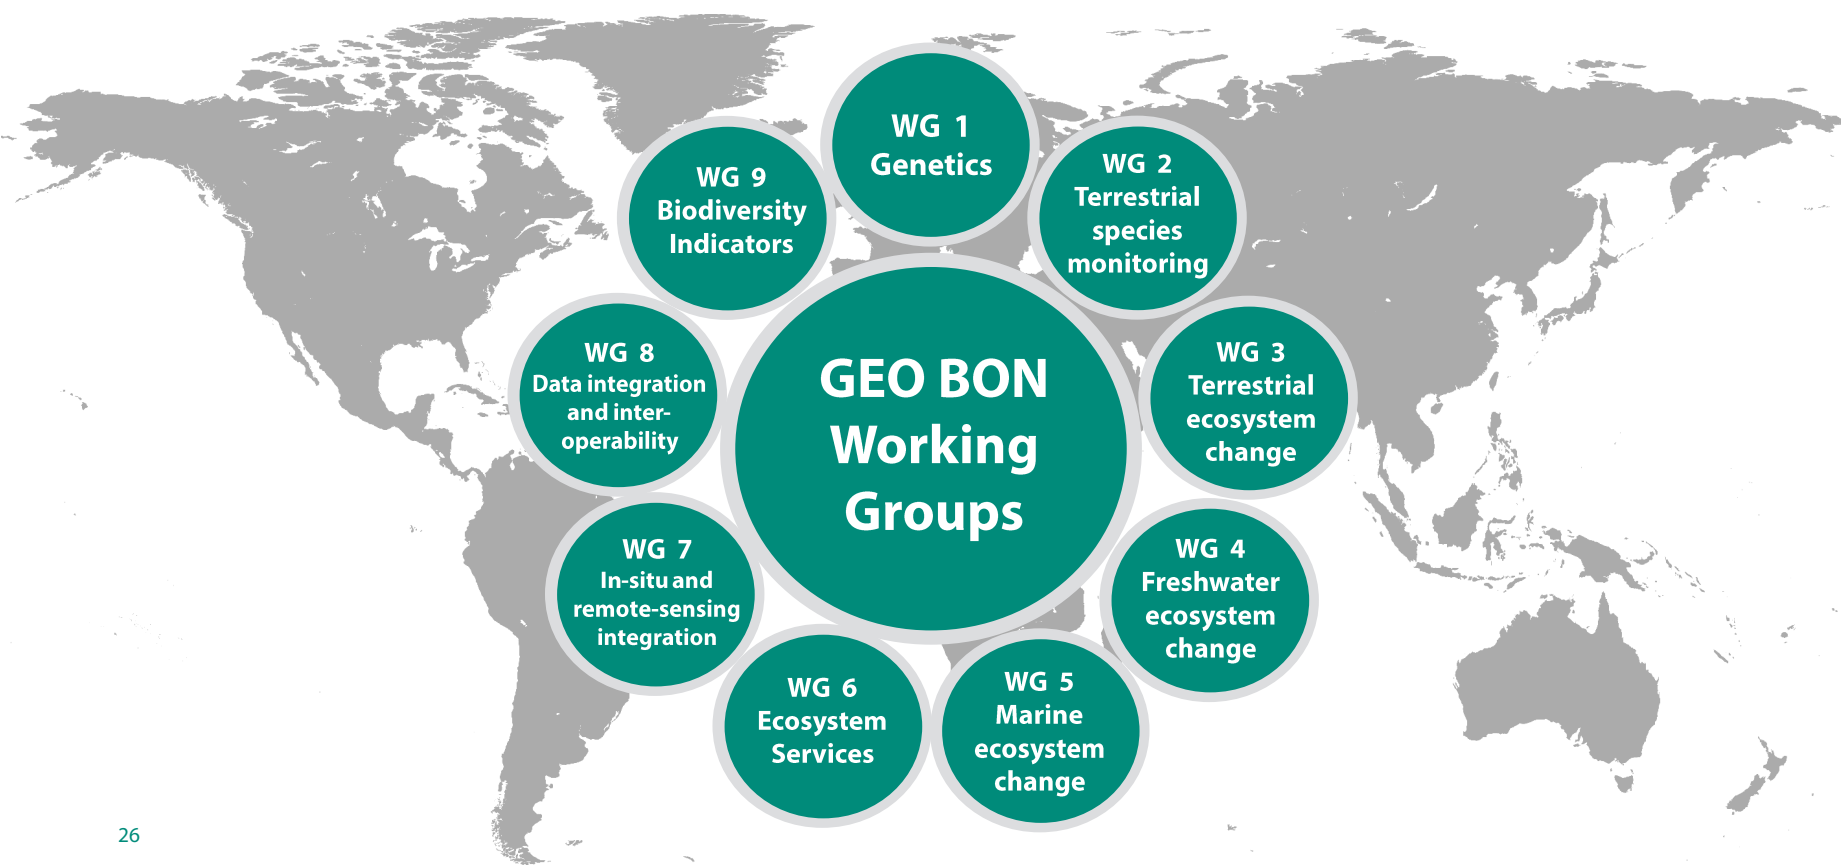 GEO BON
Working
Groups
WG 1
Genetics
WG 2
Terrestrial
species
monitoring
WG 3
Terrestrial
ecosystem
change
WG 4
Freshwater
ecosystem
change
WG 5
Marine
ecosystem
change
WG 6
Ecosystem
Services
WG 7
In-situ and
remote-sensing
integration
WG 8
Data integration
and inter-
operability
WG 9
Biodiversity
Indicators
26